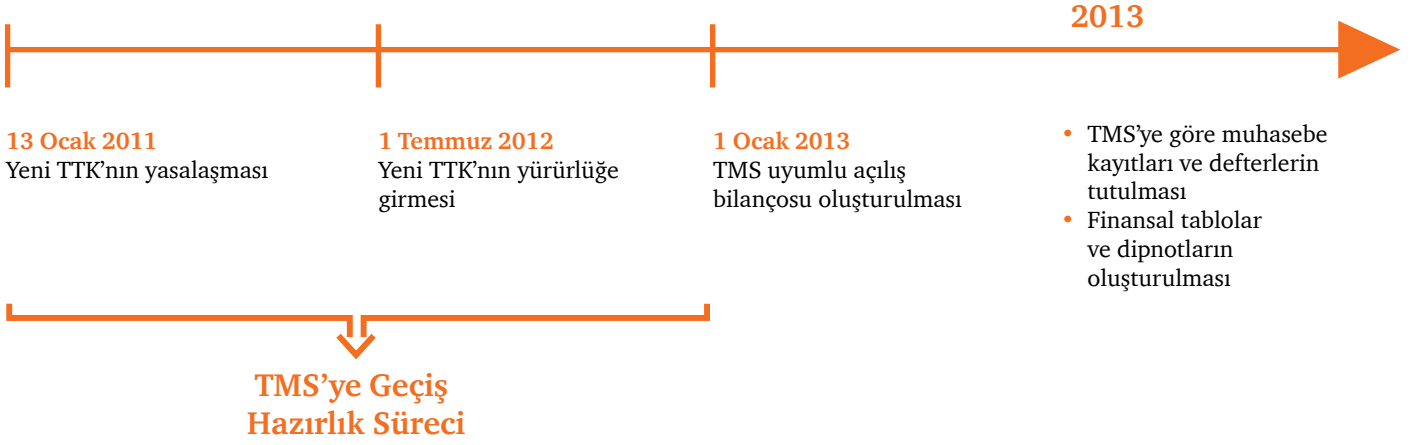 2013
13 Ocak 2011
Yeni TTK’nın yasalaşması
1 Temmuz 2012
Yeni TTK’nın yürürlüğe
girmesi
1 Ocak 2013
TMS uyumlu açılış
bilançosu oluşturulması
• TMS’ye göre muhasebe
kayıtları ve defterlerin
tutulması
• Finansal tablolar
ve dipnotların
oluşturulması
TMS’ye Geçiş
Hazırlık Süreci